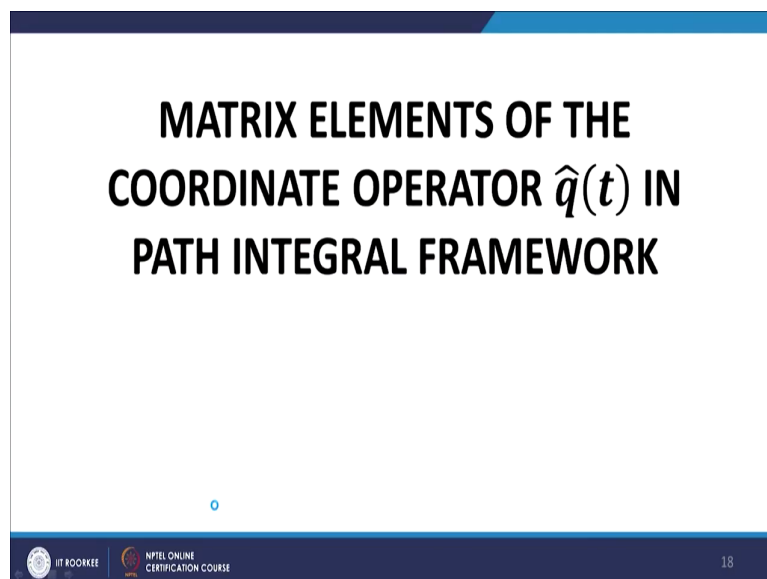 MATRIX ELEMENTS OF THE
COORDINATE OPERATOR q̂(t) IN
PATH INTEGRAL FRAMEWORK
IIT ROORKEE
NPTEL ONLINE
CERTIFICATION COURSE
18